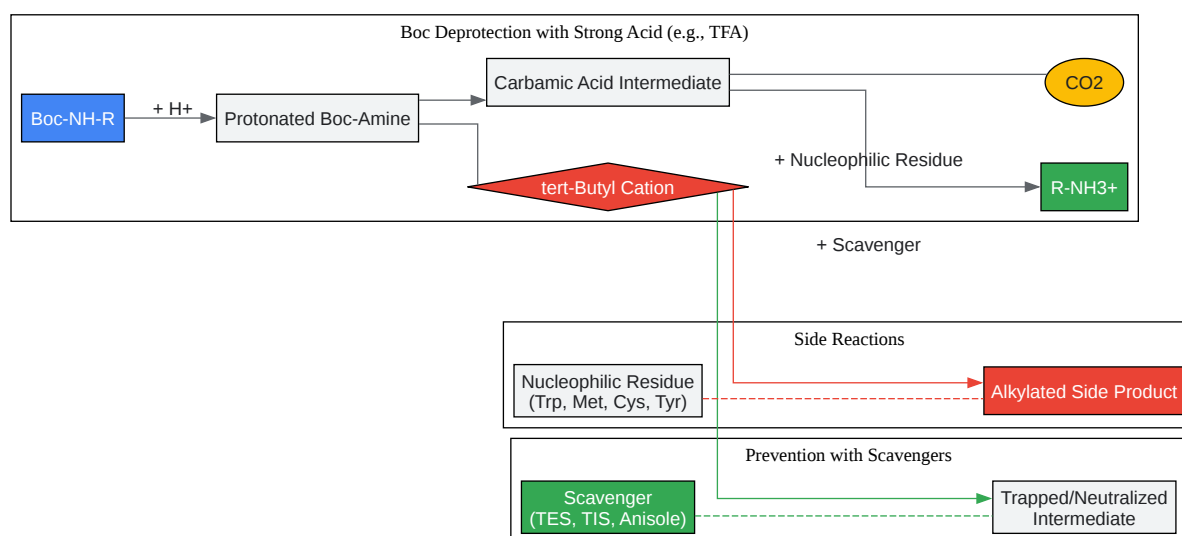 Boc Deprotection with Strong Acid (e.g., TFA)
Boc-NH-R
+ H+
Protonated Boc-Amine
Carbamic Acid Intermediate
CO2
+ Nucleophilic Residue
tert-Butyl Cation
R-NH3+
+ Scavenger
Side Reactions
Nucleophilic Residue
(Trp, Met, Cys, Tyr)
Alkylated Side Product
Prevention with Scavengers
Scavenger
(TES, TIS, Anisole)
Trapped/Neutralized
Intermediate